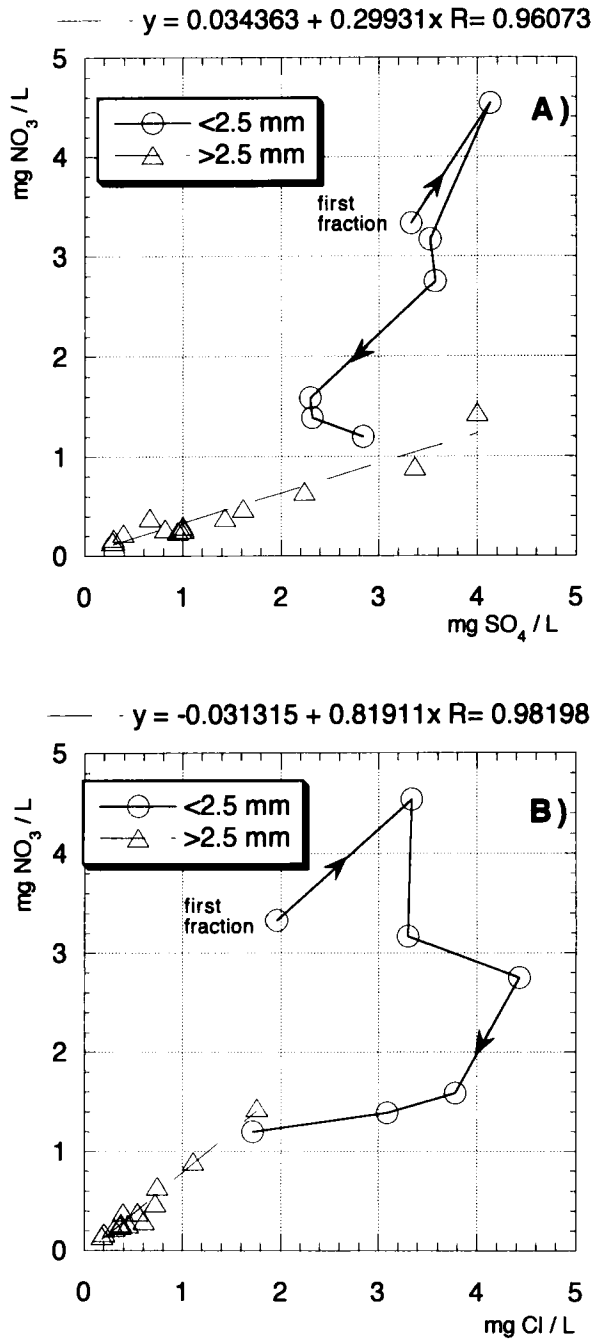 y = 0.034363 + 0.29931x R= 0.96073
5
4
3
2
1
0
mg NO3 / L
<2.5 mm
>2.5 mm
A)
first
fraction
0 1 2 3 4 5
mg SO4 / L
y = -0.031315 + 0.81911x R= 0.98198
5
4
3
2
1
0
mg NO3 / L
<2.5 mm
>2.5 mm
B)
first
fraction
0 1 2 3 4 5
mg Cl / L